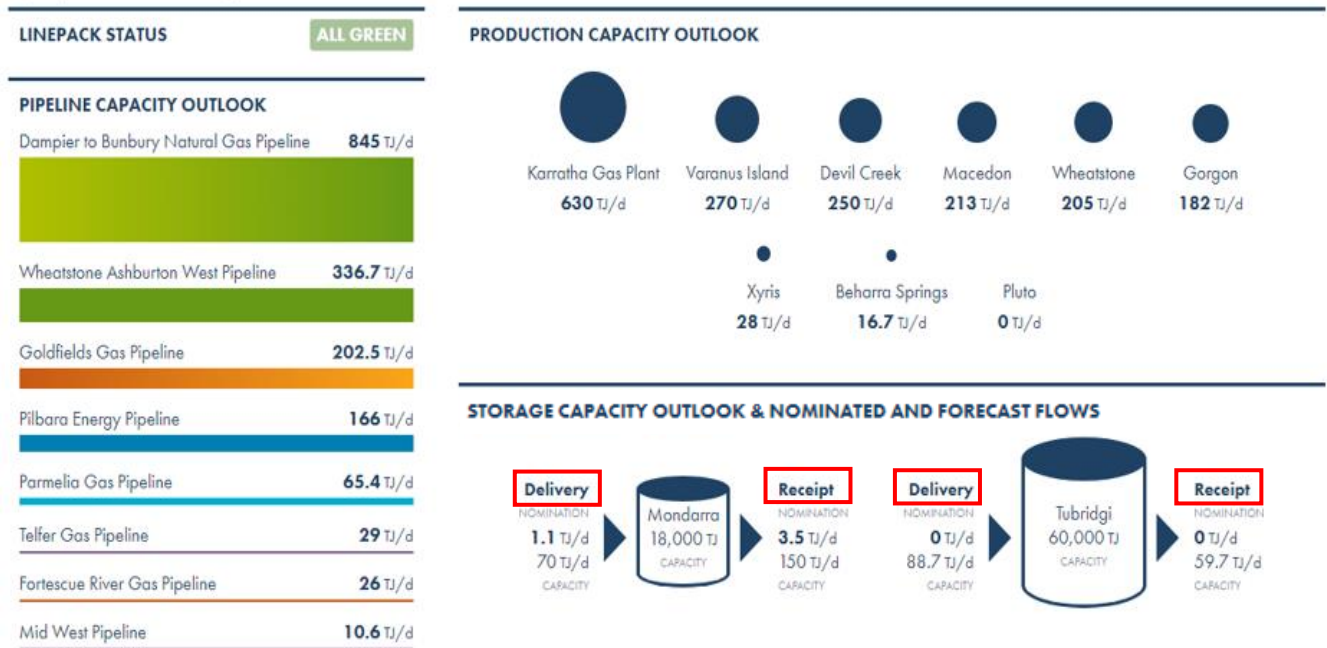 LINEPACK STATUS
ALL GREEN
PIPELINE CAPACITY OUTLOOK
Dampier to Bunbury Natural Gas Pipeline 845 TJ/d
Wheatstone Ashburton West Pipeline 336.7 TJ/d
Goldfields Gas Pipeline 202.5 TJ/d
Pilbara Energy Pipeline 166 TJ/d
Parmelia Gas Pipeline 65.4 TJ/d
Telfer Gas Pipeline 29 TJ/d
Fortescue River Gas Pipeline 26 TJ/d
Mid West Pipeline 10.6 TJ/d
PRODUCTION CAPACITY OUTLOOK
Karratha Gas Plant Varanus Island Devil Creek Macedon Wheatstone Gorgon
630 TJ/d 270 TJ/d 250 TJ/d 213 TJ/d 205 TJ/d 182 TJ/d
Xyris Beharra Springs Pluto
28 TJ/d 16.7 TJ/d 0 TJ/d
STORAGE CAPACITY OUTLOOK & NOMINATED AND FORECAST FLOWS
Delivery
NOMINATION
1.1 TJ/d
70 TJ/d
CAPACITY
Mondarra
18,000 TJ
CAPACITY
Receipt
NOMINATION
3.5 TJ/d
150 TJ/d
CAPACITY
Delivery
NOMINATION
0 TJ/d
88.7 TJ/d
CAPACITY
Tubridgi
60,000 TJ
CAPACITY
Receipt
NOMINATION
0 TJ/d
59.7 TJ/d
CAPACITY